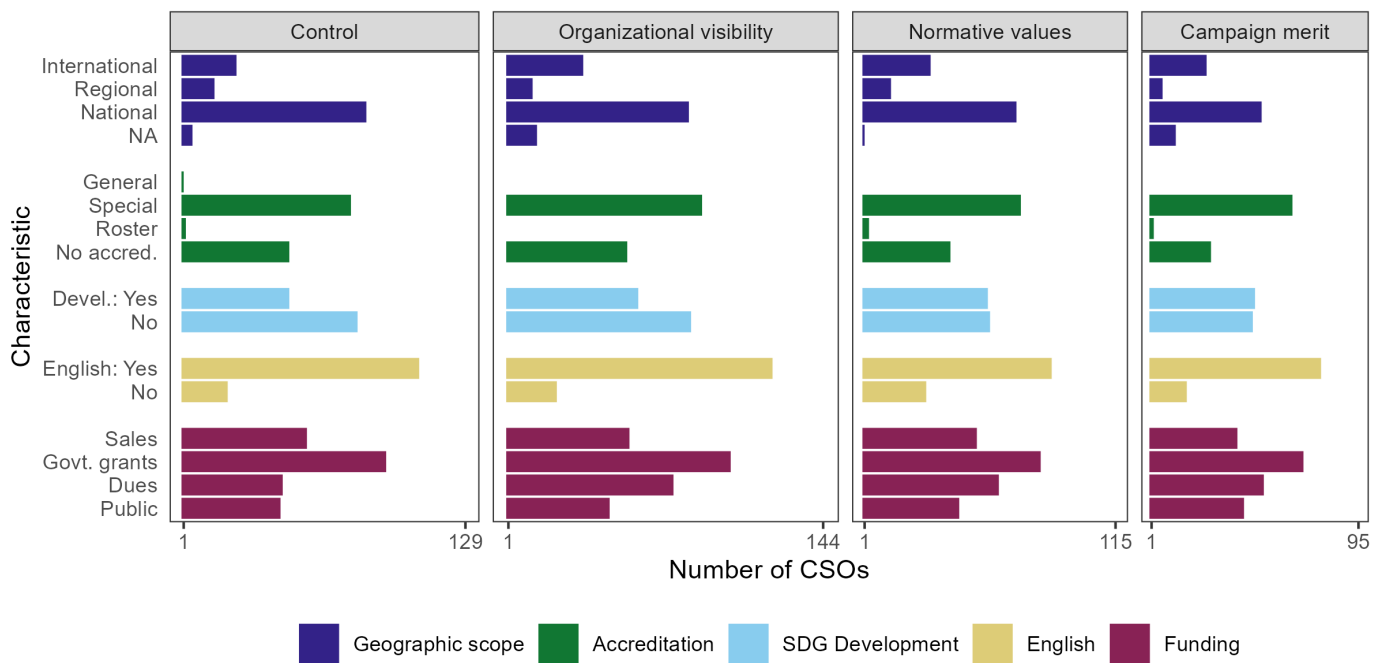 Control Organizational visibility Normative values Campaign merit
International
Regional
National
NA
General
Special
Roster
No accred.
Devel.: Yes
No
English: Yes
No
Sales
Govt. grants
Dues
Public
Characteristic
1 129 1 144 1 115 1 95
Number of CSOs
Geographic scope Accreditation SDG Development English Funding